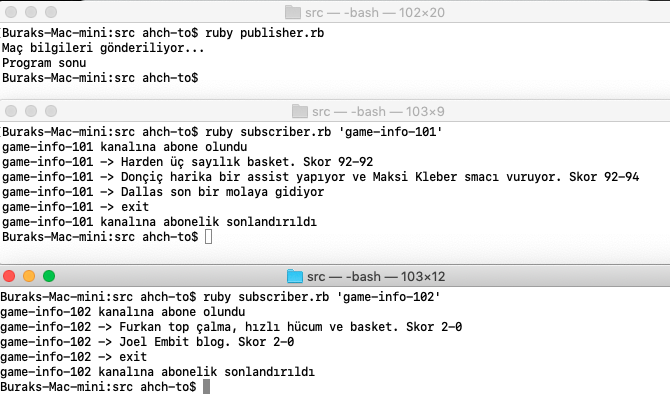 src — -bash — 102×20
Buraks-Mac-mini:src ahch-to$ ruby publisher.rb
Maç bilgileri gönderiliyor...
Program sonu
Buraks-Mac-mini:src ahch-to$
src — -bash — 103×9
Buraks-Mac-mini:src ahch-to$ ruby subscriber.rb 'game-info-101'
game-info-101 kanalına abone olundu
game-info-101 -> Harden üç sayılık basket. Skor 92-92
game-info-101 -> Donçiç harika bir assist yapıyor ve Maksi Kleber smacı vuruyor. Skor 92-94
game-info-101 -> Dallas son bir molaya gidiyor
game-info-101 -> exit
game-info-101 kanalına abonelik sonlandırıldı
Buraks-Mac-mini:src ahch-to$
src — -bash — 103×12
Buraks-Mac-mini:src ahch-to$ ruby subscriber.rb 'game-info-102'
game-info-102 kanalına abone olundu
game-info-102 -> Furkan top çalma, hızlı hücum ve basket. Skor 2-0
game-info-102 -> Joel Embit blog. Skor 2-0
game-info-102 -> exit
game-info-102 kanalına abonelik sonlandırıldı
Buraks-Mac-mini:src ahch-to$